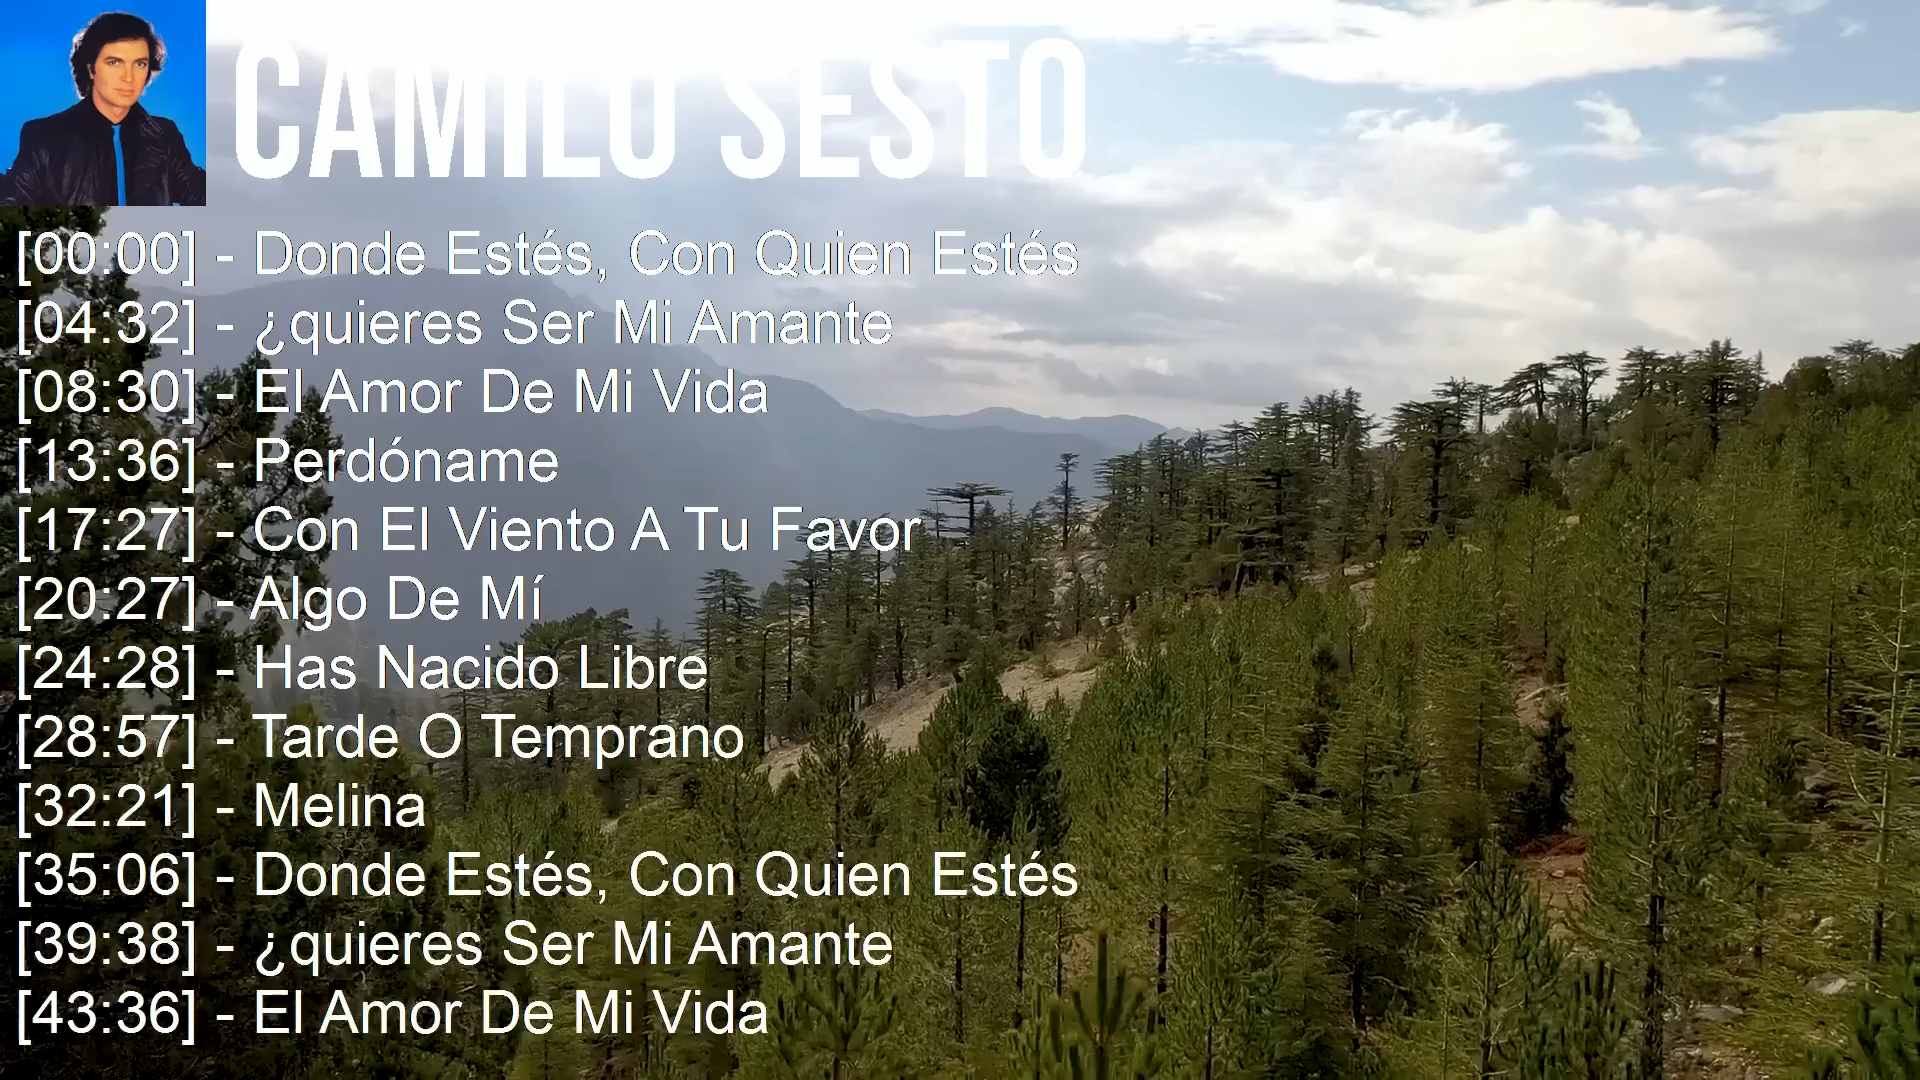 CAMILO SESTO
[00:00] - Donde Estés, Con Quien Estés
[04:32] - ¿quieres Ser Mi Amante
[08:30] - El Amor De Mi Vida
[13:36] - Perdóname
[17:27] - Con El Viento A Tu Favor
[20:27] - Algo De Mí
[24:28] - Has Nacido Libre
[28:57] - Tarde O Temprano
[32:21] - Melina
[35:06] - Donde Estés, Con Quien Estés
[39:38] - ¿quieres Ser Mi Amante
[43:36] - El Amor De Mi Vida